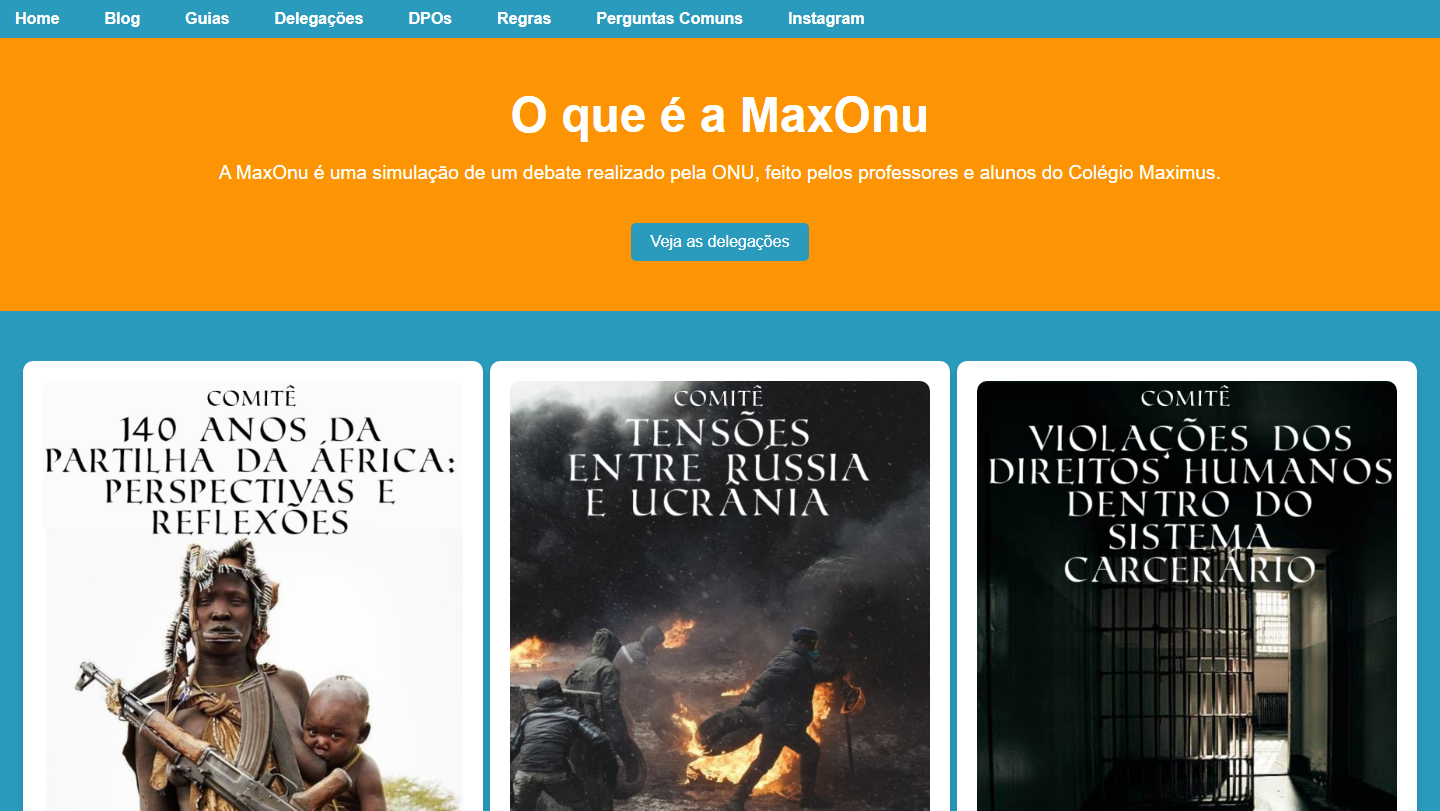 Home Blog Guias Delegações DPOs Regras Perguntas Comuns Instagram
O que é a MaxOnu
A MaxOnu é uma simulação de um debate realizado pela ONU, feito pelos professores e alunos do Colégio Maximus.
Veja as delegações
COMITÊ
140 ANOS DA
PARTILHA DA ÁFRICA:
PERSPECTIVAS E
REFLEXÕES
COMITÊ
TENSÕES
ENTRE RÚSSIA
E UCRÂNIA
COMITÊ
VIOLAÇÕES DOS
DIREITOS HUMANOS
DENTRO DO
SISTEMA
CARCERÁRIO